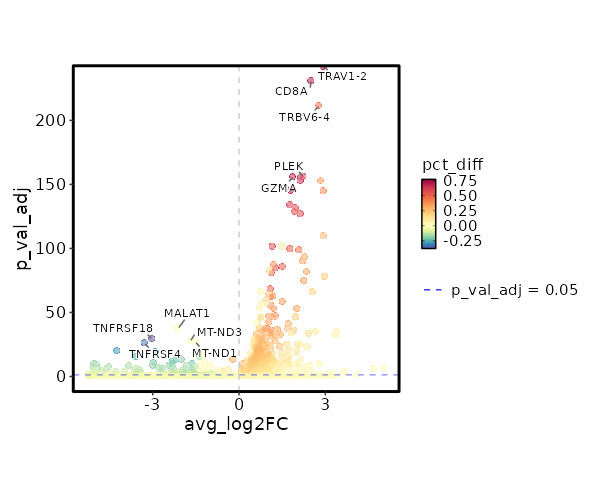 TRAV1-2
CD8A
TRBV6-4
PLEK
GZMA
MALAT1
TNFRSF18
MT-ND3
TNFRSF4
MT-ND1
200
150
100
50
0
-3
0
3
avg_log2FC
p_val_adj
pct_diff
0.75
0.50
0.25
0.00
-0.25
p_val_adj = 0.05